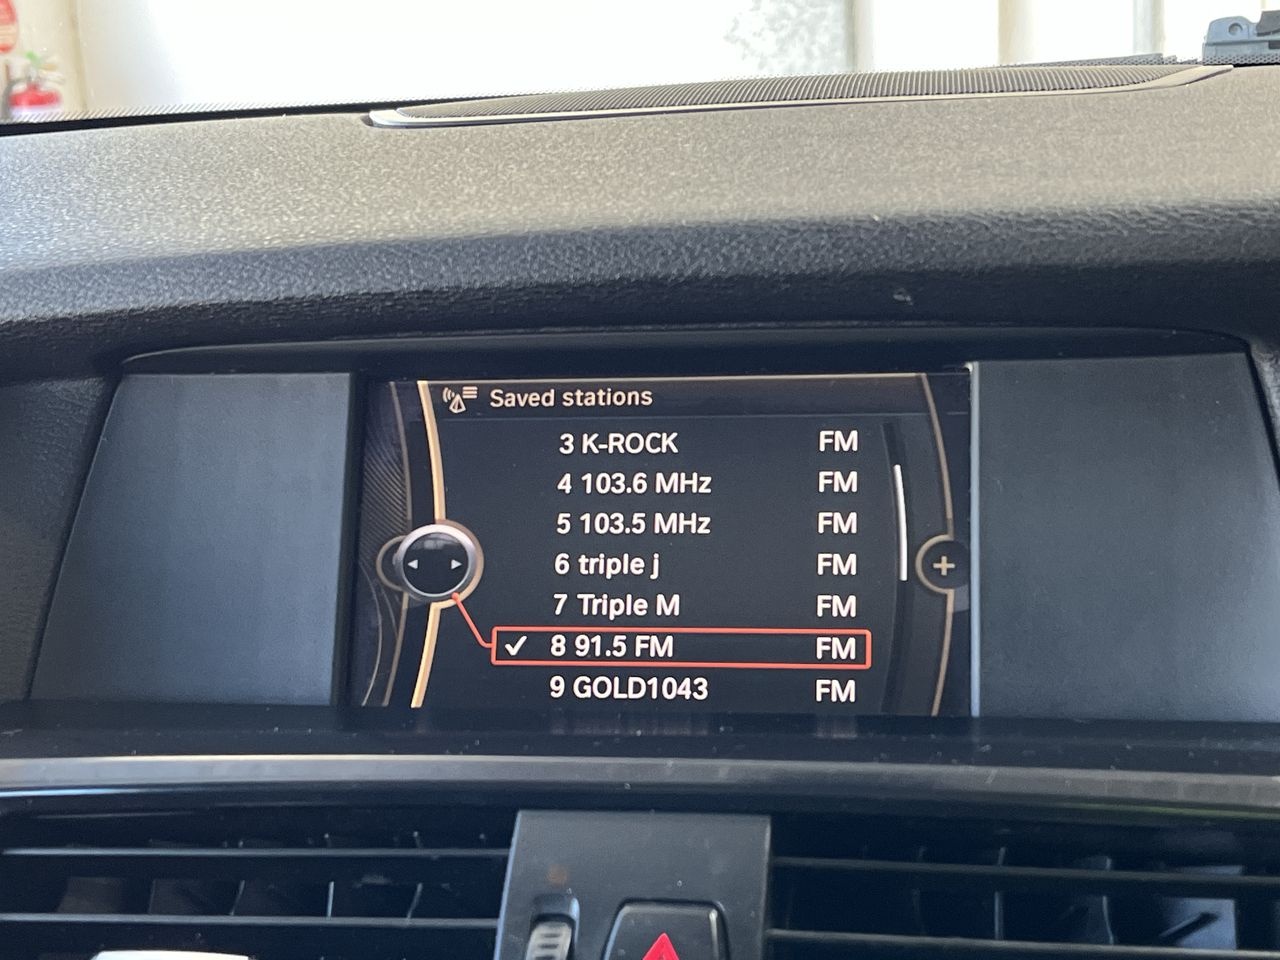 Saved stations
3 K-ROCK FM
4 103.6 MHz FM
5 103.5 MHz FM
6 triple j FM
7 Triple M FM
✓ 8 91.5 FM FM
9 GOLD1043 FM